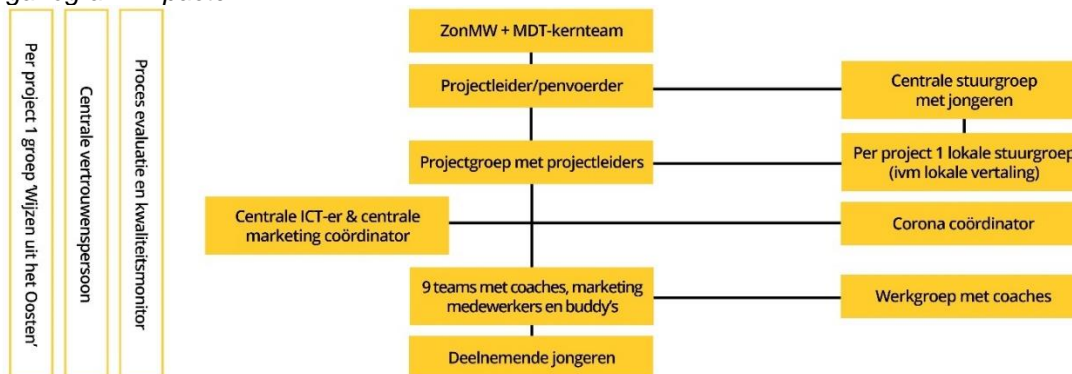 Per project 1 groep 'Wijzen uit het Oosten'
Centrale vertrouwenspersoon
Proces evaluatie en kwaliteitsmonitor
ZonMW + MDT-kernteam
Projectleider/penvoerder
Centrale stuurgroep
met jongeren
Projectgroep met projectleiders
Per project 1 lokale stuurgroep
(ivm lokale vertaling)
Centrale ICT-er & centrale
marketing coördinator
Corona coördinator
9 teams met coaches, marketing
medewerkers en buddy's
Werkgroep met coaches
Deelnemende jongeren